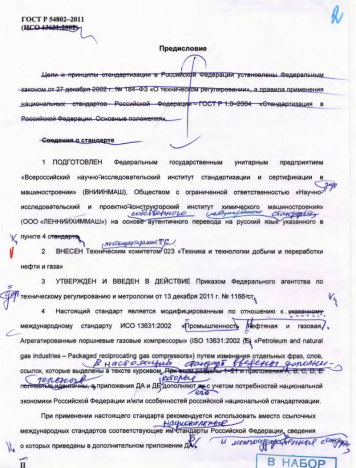 ГОСТ Р 54802–2011
(ИСО 13631:2002)
Предисловие
Цели и принципы стандартизации в Российской Федерации установлены Федеральным
законом от 27 декабря 2002 г. № 184-ФЗ «О техническом регулировании», а правила применения
национальных стандартов Российской Федерации – ГОСТ Р 1.0–2004 «Стандартизация в
Российской Федерации. Основные положения»
Сведения о стандарте
1 ПОДГОТОВЛЕН Федеральным государственным унитарным предприятием
«Всероссийский научно-исследовательский институт стандартизации и сертификации в
машиностроении» (ВНИИНМАШ), Обществом с ограниченной ответственностью «Научно-
исследовательский и проектно-конструкторский институт химического машиностроения»
собственного
(ООО «ЛЕННИИХИММАШ») на основе аутентичного перевода на русский язык указанного в
пункте 4 стандарта
2 ВНЕСЕН Техническим комитетом 023 «Техника и технологии добычи и переработки
нефти и газа»
3 УТВЕРЖДЕН И ВВЕДЕН В ДЕЙСТВИЕ Приказом Федерального агентства по
техническому регулированию и метрологии от 13 декабря 2011 г. № 1165-ст
4 Настоящий стандарт является модифицированным по отношению к указанному
международному стандарту ИСО 13631:2002 «Промышленность нефтяная и газовая.
Агрегатированные поршневые газовые компрессоры» (ISO 13631:2002 (E) «Petroleum and natural
gas industries – Packaged reciprocating gas compressors») путем изменения отдельных фраз, слов,
ссылок, которые выделены в тексте курсивом. При этом разделы 1–21 и приложения А, В, С, D, E
полностью идентичны, а приложения ДА и ДБ дополняют их с учетом потребностей национальной
экономики Российской Федерации и/или особенностей российской национальной стандартизации.
При применении настоящего стандарта рекомендуется использовать вместо ссылочных
национальные
международных стандартов соответствующие им стандарты Российской Федерации, сведения
о которых приведены в дополнительном приложении ДА
и межгосударственные
II
В НАБОР